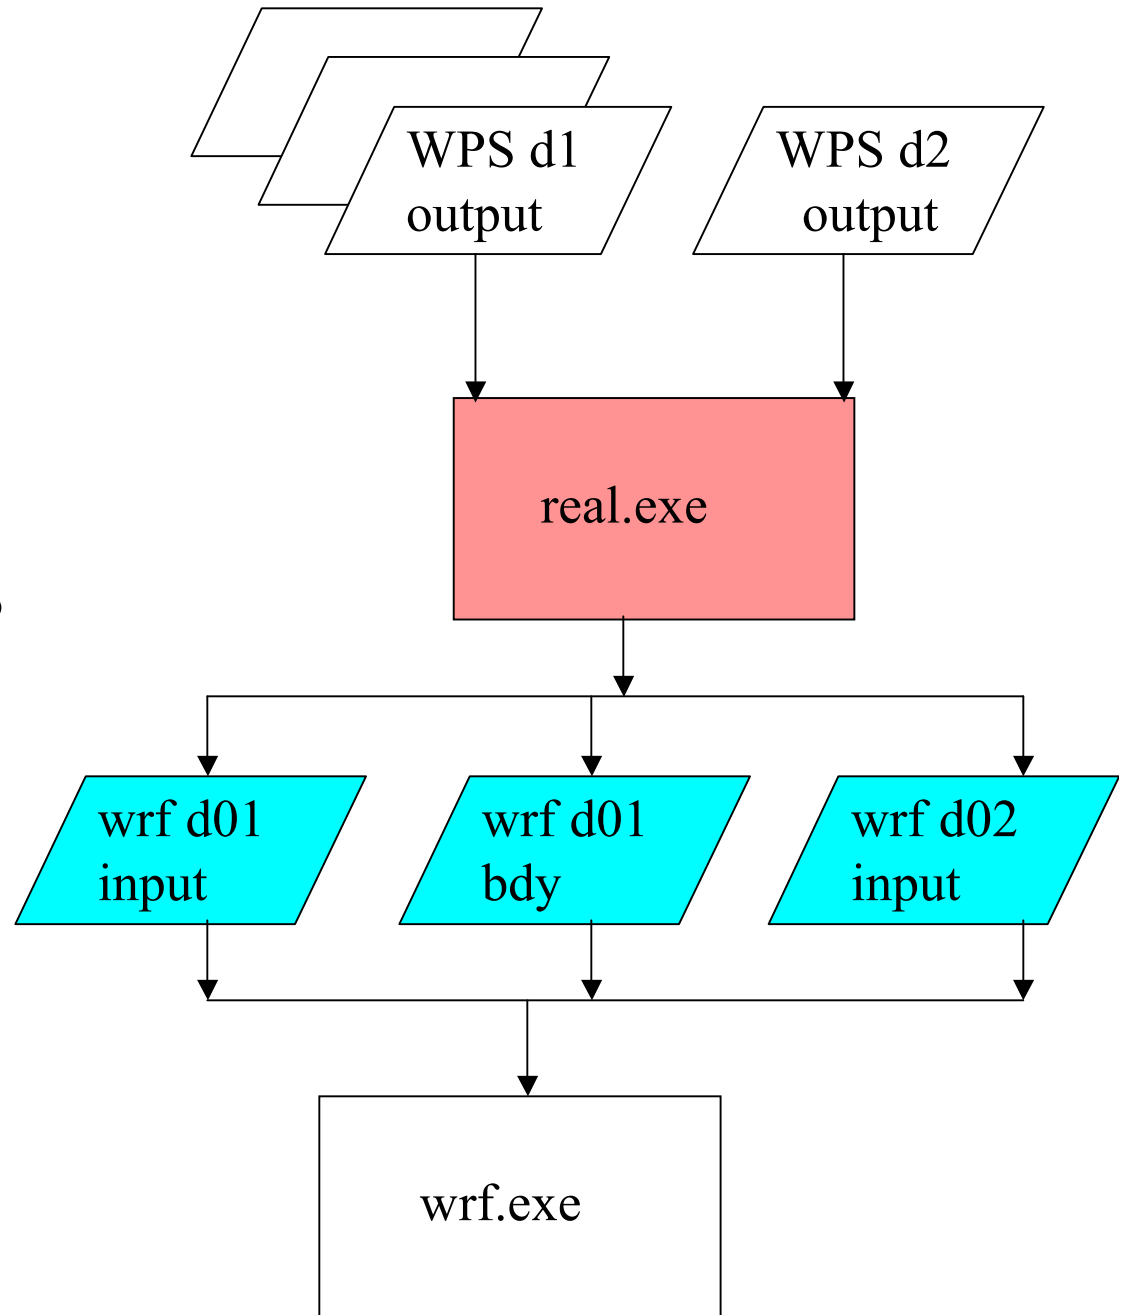 WPS d1
output
WPS d2
output
real.exe
wrf d01
input
wrf d01
bdy
wrf d02
input
wrf.exe